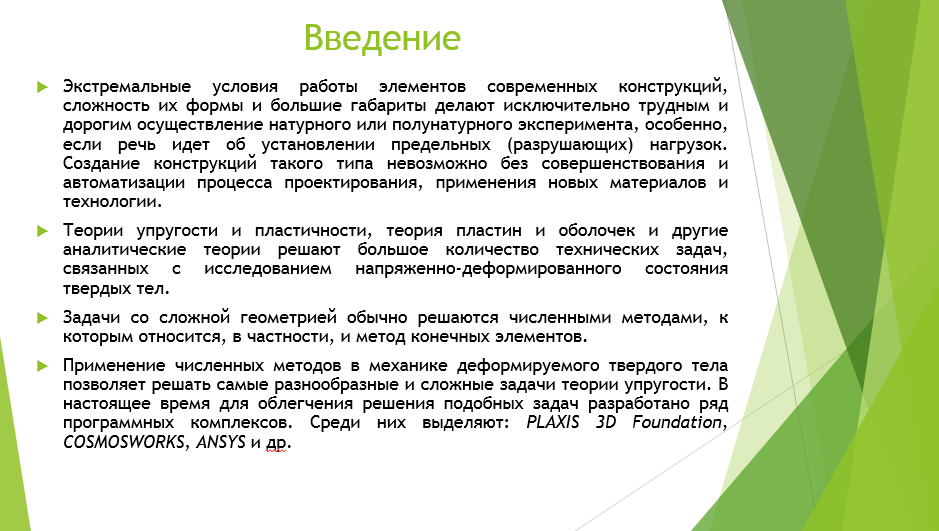 Введение
Экстремальные условия работы элементов современных конструкций,
сложность их формы и большие габариты делают исключительно трудным и
дорогим осуществление натурного или полунатурного эксперимента, особенно,
если речь идет об установлении предельных (разрушающих) нагрузок.
Создание конструкций такого типа невозможно без совершенствования и
автоматизации процесса проектирования, применения новых материалов и
технологии.
Теории упругости и пластичности, теория пластин и оболочек и другие
аналитические теории решают большое количество технических задач,
связанных с исследованием напряженно-деформированного состояния
твердых тел.
Задачи со сложной геометрией обычно решаются численными методами, к
которым относится, в частности, и метод конечных элементов.
Применение численных методов в механике деформируемого твердого тела
позволяет решать самые разнообразные и сложные задачи теории упругости. В
настоящее время для облегчения решения подобных задач разработано ряд
программных комплексов. Среди них выделяют: PLAXIS 3D Foundation,
COSMOSWORKS, ANSYS и др.